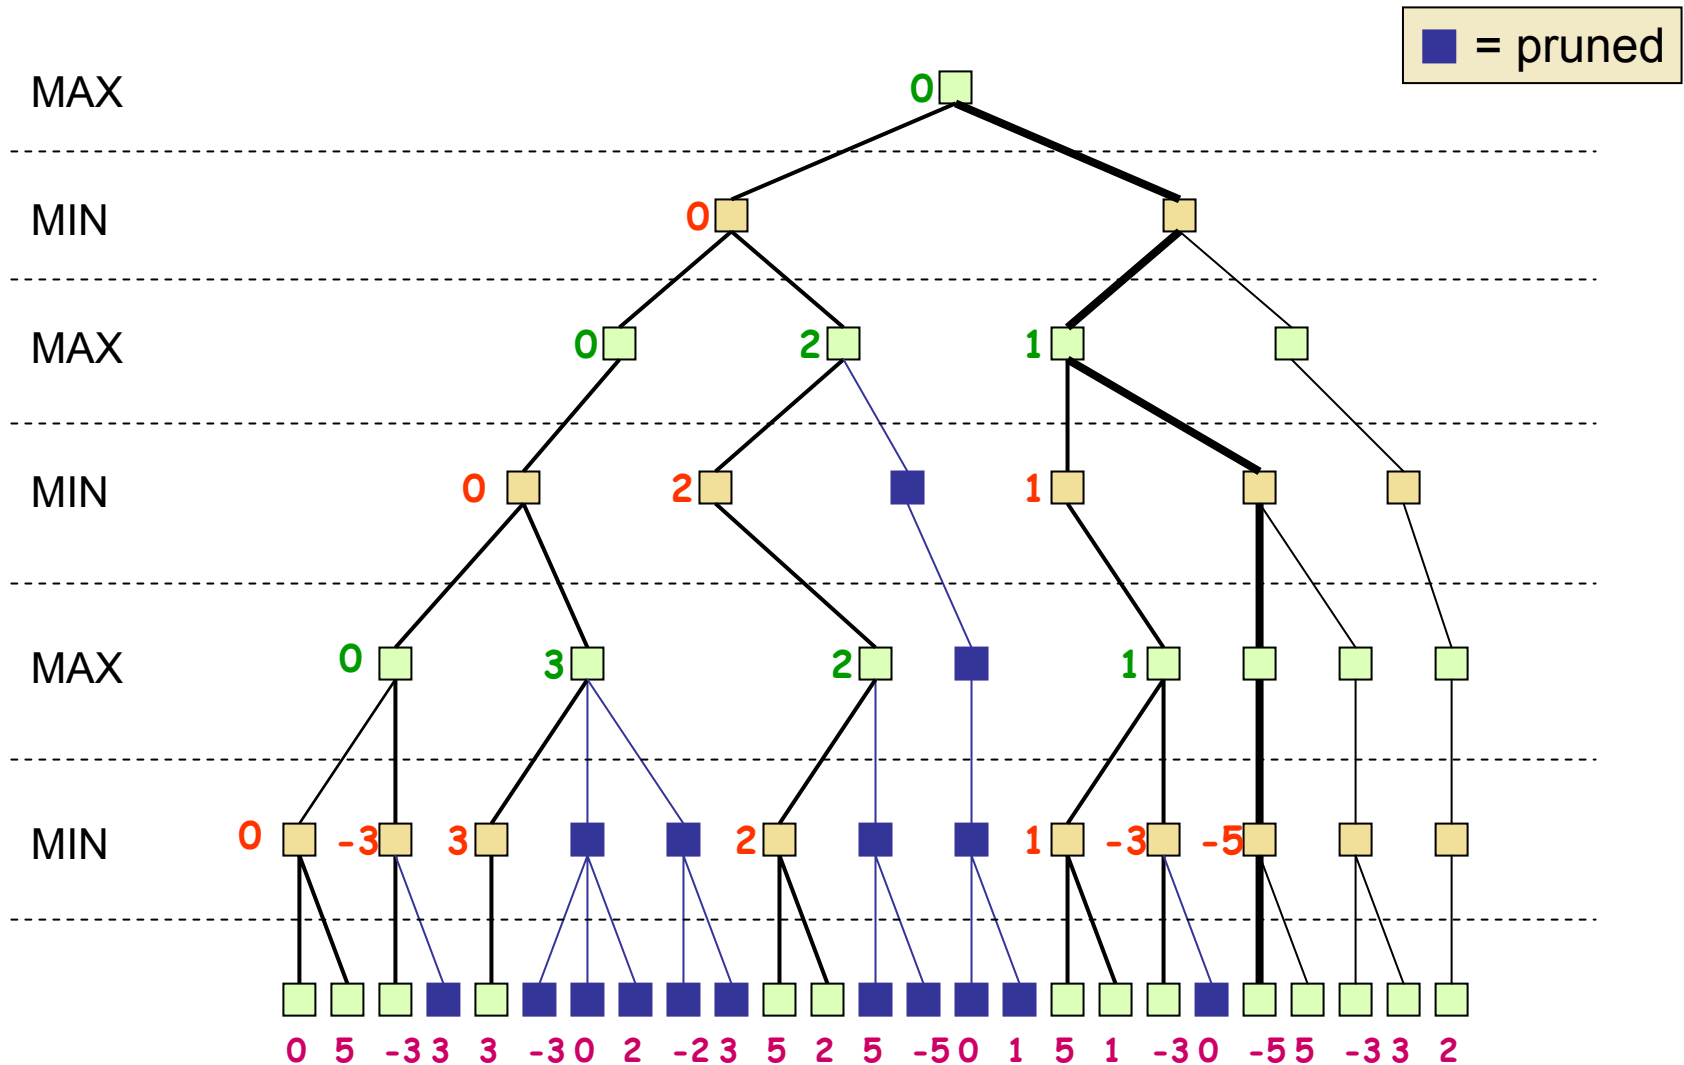 = pruned
MAX 0
MIN 0
MAX 0 2 1
MIN 0 2 1
MAX 0 3 2 1
MIN 0 -3 3 2 1 -3 -5
0 5 -3 3 3 -3 0 2 -2 3 5 2 5 -5 0 1 5 1 -3 0 -5 5 -3 3 2